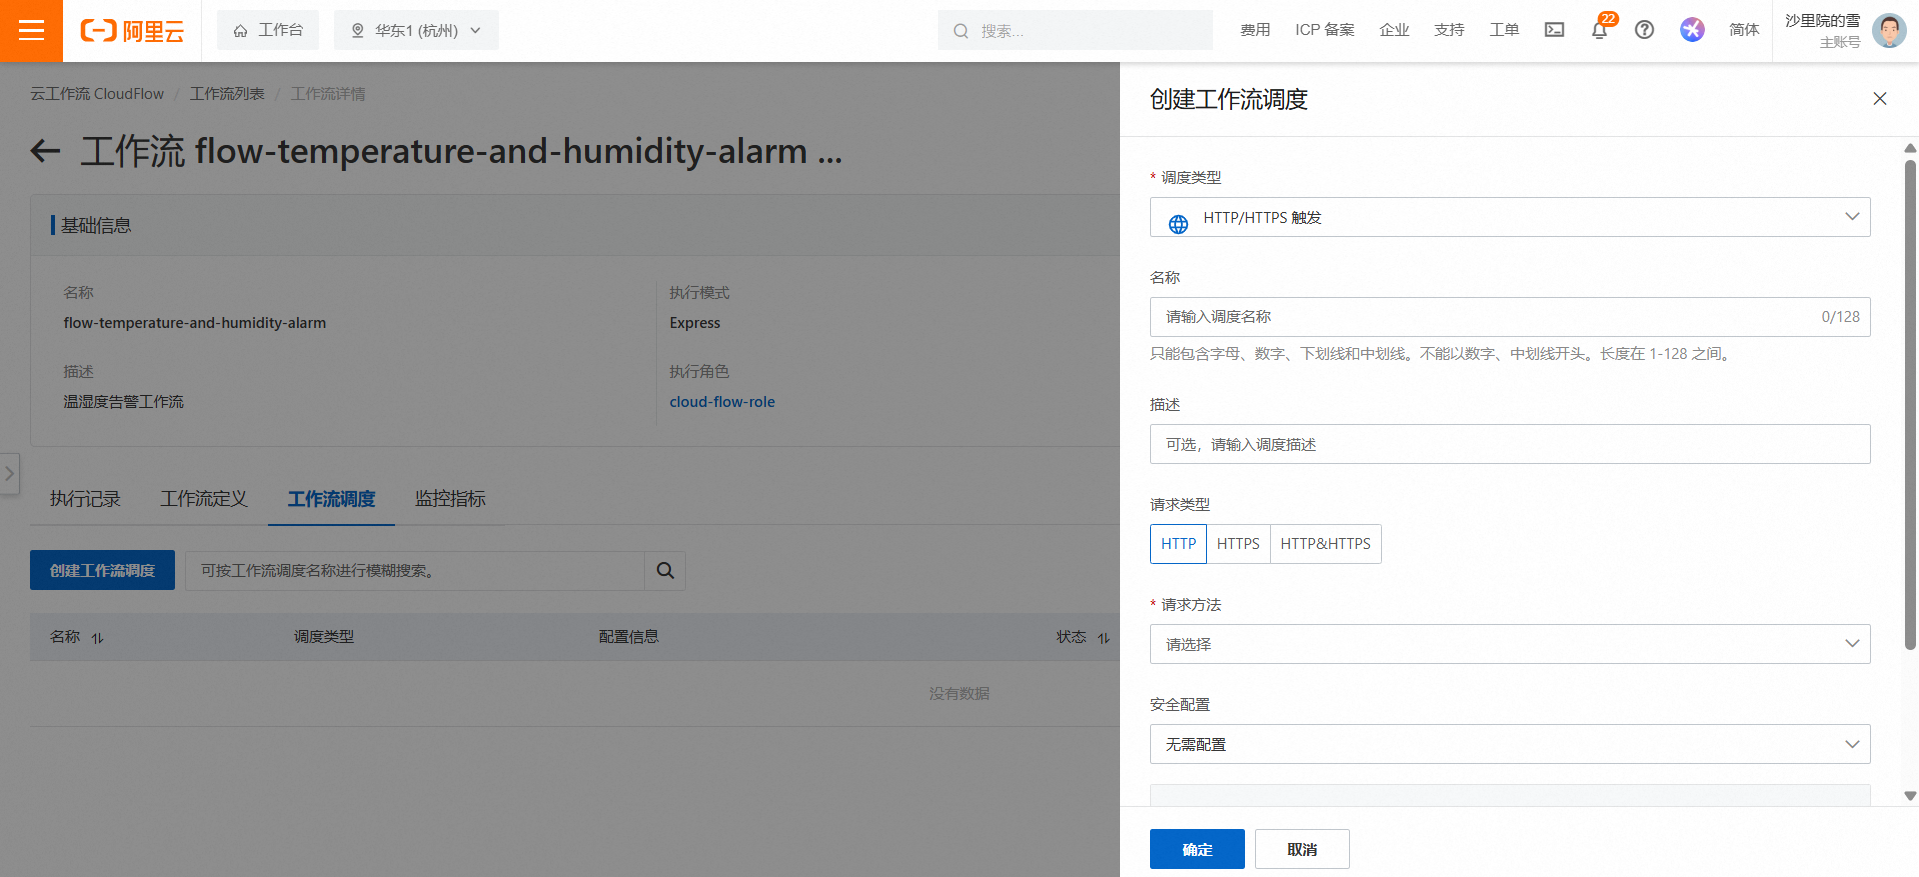 阿里云
工作台
华东1 (杭州)
搜索...
费用
ICP 备案
企业
支持
工单
22
简体
沙里院的雪
主账号
云工作流 CloudFlow / 工作流列表 / 工作流详情
工作流 flow-temperature-and-humidity-alarm ...
基础信息
名称
flow-temperature-and-humidity-alarm
执行模式
Express
描述
温湿度告警工作流
执行角色
cloud-flow-role
执行记录
工作流定义
工作流调度
监控指标
创建工作流调度
可按工作流调度名称进行模糊搜索。
名称
调度类型
配置信息
状态
没有数据
创建工作流调度
* 调度类型
HTTP/HTTPS 触发
名称
请输入调度名称
0/128
只能包含字母、数字、下划线和中划线。不能以数字、中划线开头。长度在 1-128 之间。
描述
可选，请输入调度描述
请求类型
HTTP
HTTPS
HTTP&HTTPS
* 请求方法
请选择
安全配置
无需配置
确定
取消